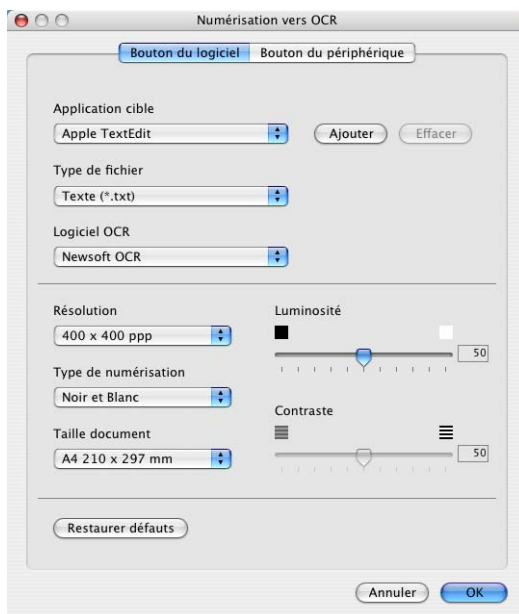 Numérisation vers OCR
Bouton du logiciel Bouton du périphérique
Application cible
Apple TextEdit Ajouter Effacer
Type de fichier
Texte (*.txt)
Logiciel OCR
Newsoft OCR
Résolution Luminosité
400 x 400 ppp
50
Type de numérisation
Noir et Blanc
Contraste
Taille document
A4 210 x 297 mm 50
Restaurer défauts
Annuler OK